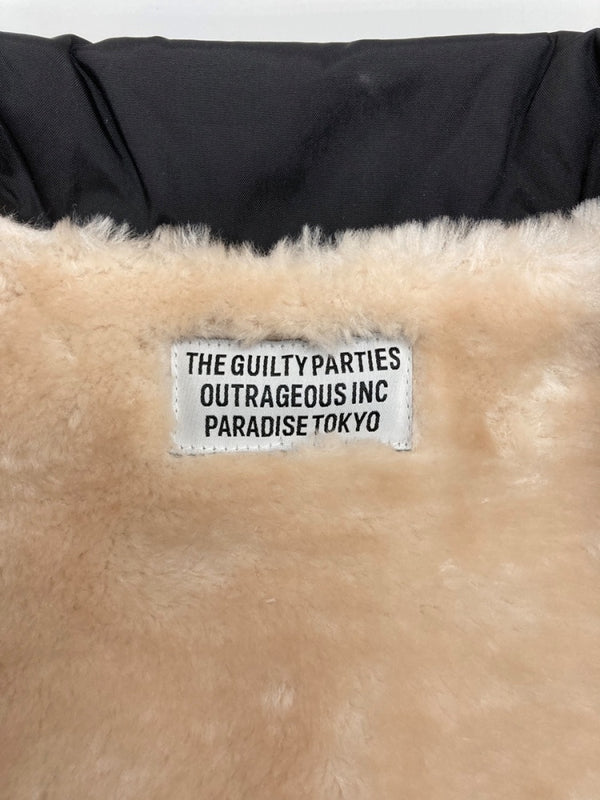 THE GUILTY PARTIES
OUTRAGEOUS INC
PARADISE TOKYO